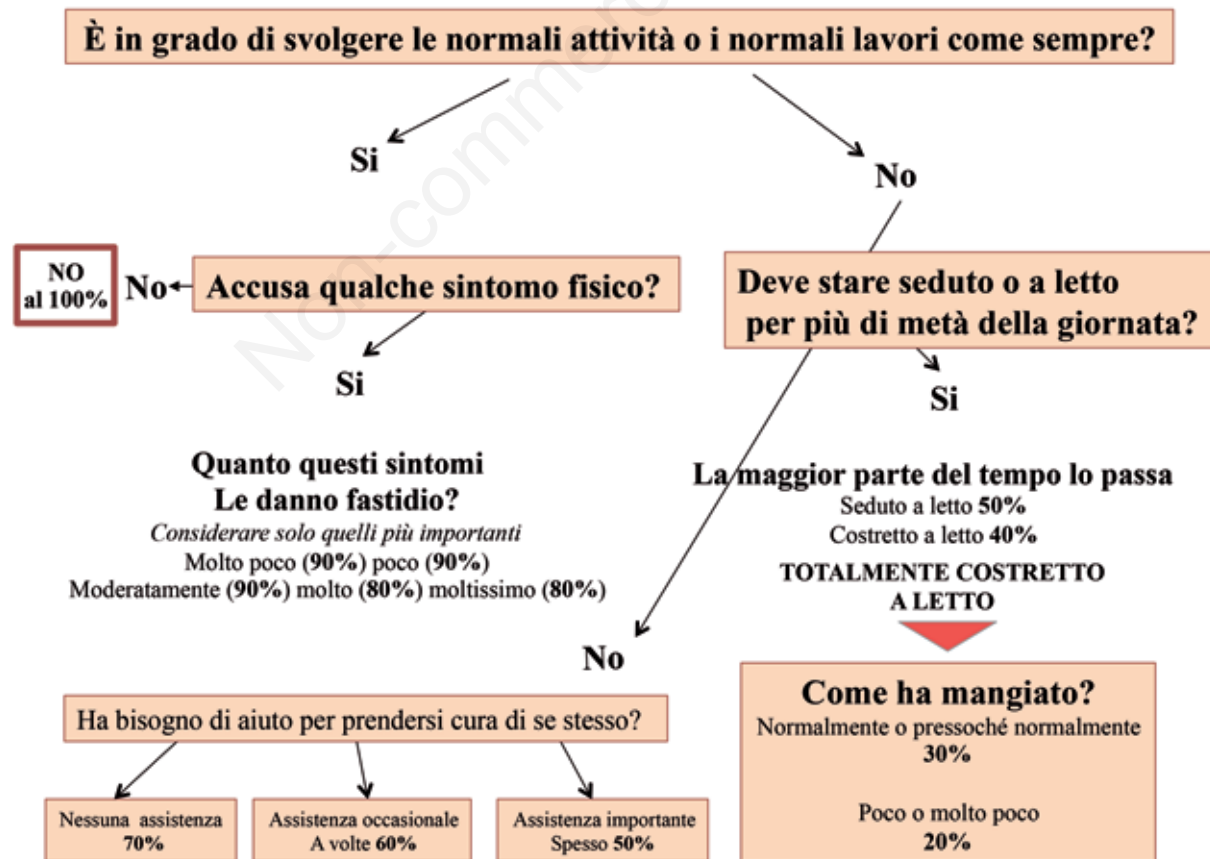 È in grado di svolgere le normali attività o i normali lavori come sempre?
Si
No
NO
al 100%
No
Accusa qualche sintomo fisico?
Deve stare seduto o a letto
per più di metà della giornata?
Si
Si
Quanto questi sintomi
Le danno fastidio?
Considerare solo quelli più importanti
Molto poco (90%) poco (90%)
Moderatamente (90%) molto (80%) moltissimo (80%)
La maggior parte del tempo lo passa
Seduto a letto 50%
Costretto a letto 40%
TOTALMENTE COSTRETTO
A LETTO
No
Ha bisogno di aiuto per prendersi cura di se stesso?
Nessuna assistenza
70%
Assistenza occasionale
A volte 60%
Assistenza importante
Spesso 50%
Come ha mangiato?
Normalmente o pressoché normalmente
30%
Poco o molto poco
20%
Non-commer